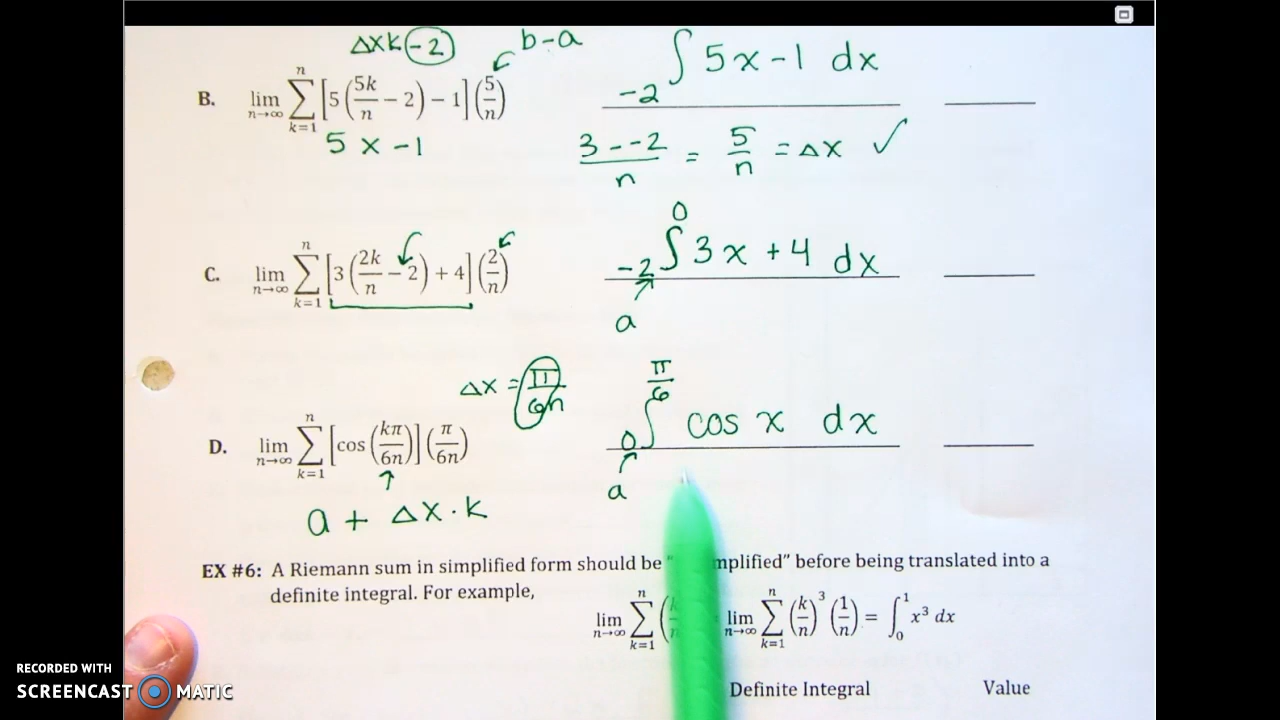 Δxk(-2) b-a
B. lim n→∞ n Σ k=1 [5(5k/n − 2) − 1](5/n) -2 ∫ 5x-1 dx
5 x -1 3--2/n = 5/n = Δx ✓
C. lim n→∞ n Σ k=1 [3(2k/n − 2) + 4](2/n) -2 ∫ 0 3x + 4 dx
a
Δx = π/6n
D. lim n→∞ n Σ k=1 [cos(kπ/6n)](π/6n) 0 ∫ π/6 cos x dx
a
a + Δx·k
EX #6: A Riemann sum in simplified form should be " mplified" before being translated into a
definite integral. For example,
lim n→∞ n Σ k=1 ( lim n→∞ n Σ k=1 (k/n)³ (1/n) = ∫ 0 1 x³ dx
Definite Integral Value
RECORDED WITH
SCREENCAST MATIC